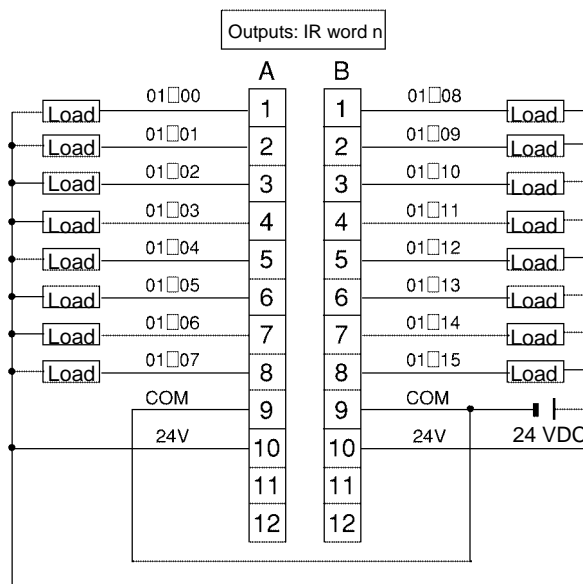 Outputs: IR word n
A B
Load 01□00 1 1 01□08 Load
Load 01□01 2 2 01□09 Load
Load 01□02 3 3 01□10 Load
Load 01□03 4 4 01□11 Load
Load 01□04 5 5 01□12 Load
Load 01□05 6 6 01□13 Load
Load 01□06 7 7 01□14 Load
Load 01□07 8 8 01□15 Load
COM 9 9 COM
24V 10 10 24V 24 VDC
11 11
12 12